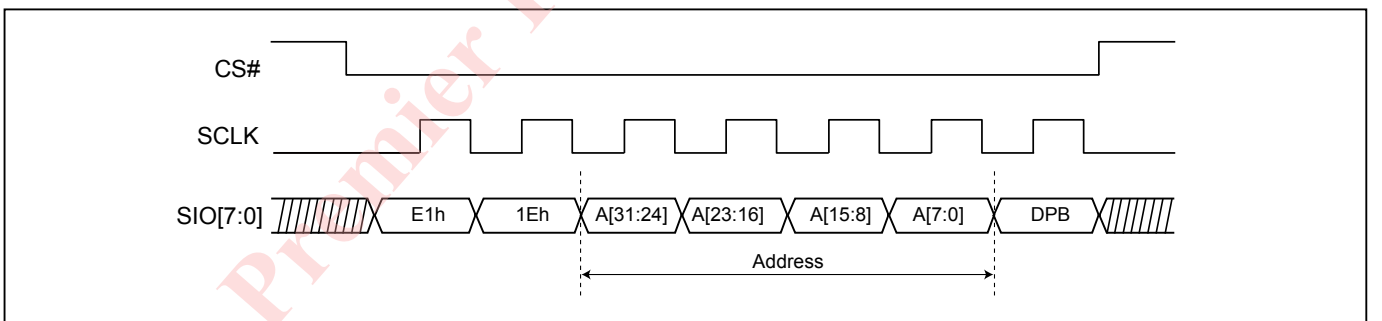 CS#
SCLK
SIO[7:0] E1h 1Eh A[31:24] A[23:16] A[15:8] A[7:0] DPB
Address
Premier